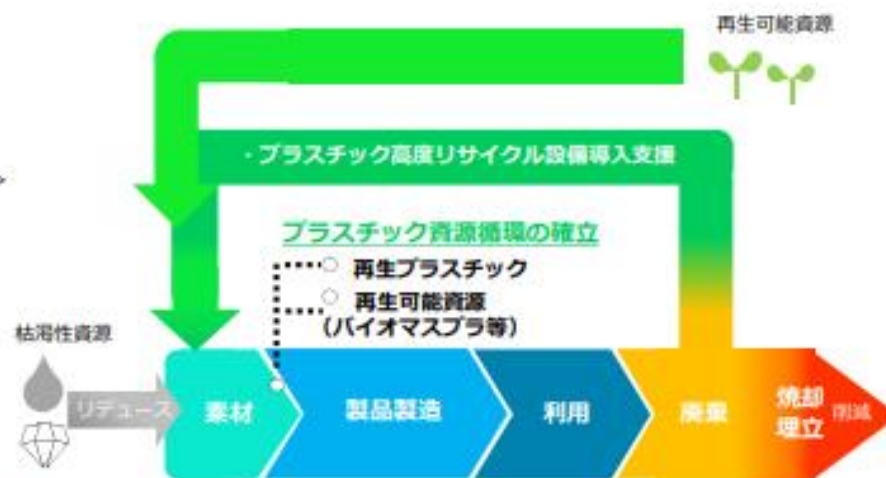 再生可能資源
・プラスチック高度リサイクル設備導入支援
プラスチック資源循環の確立
再生プラスチック
再生可能資源
(バイオマスプラ等)
枯渇性資源
リデュース
素材
製品製造
利用
廃棄
焼却
埋立
削減